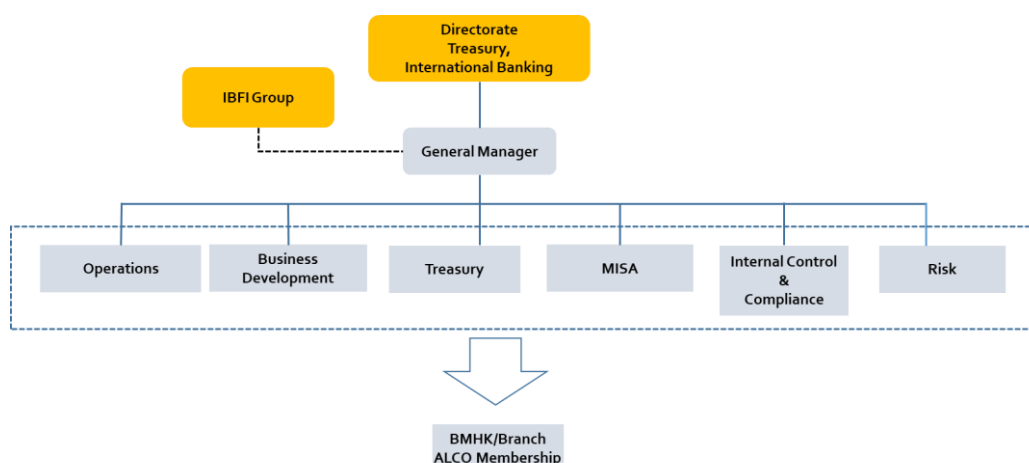 Directorate
Treasury,
International Banking
IBFI Group
General Manager
Operations
Business
Development
Treasury
MISA
Internal Control
&
Compliance
Risk
BMHK/Branch
ALCO Membership